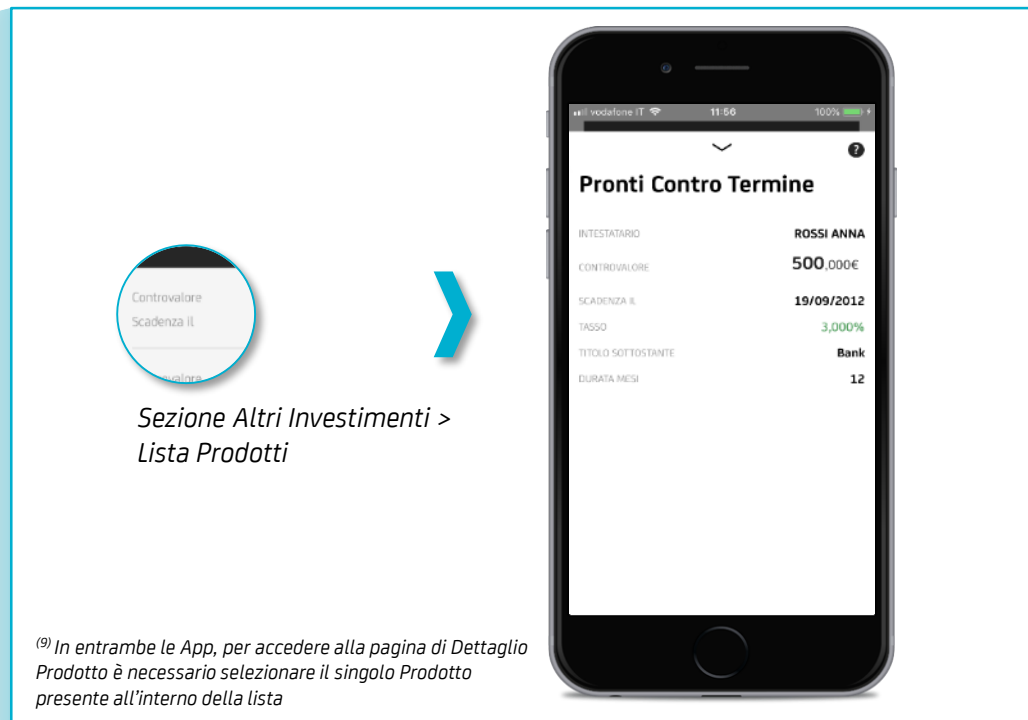 vodafone IT 11:56 100%
?
Pronti Contro Termine
INTESTATARIO ROSSI ANNA
CONTROVALORE 500,000€
SCADENZA IL 19/09/2012
TASSO 3,000%
TITOLO SOTTOSTANTE Bank
DURATA MESI 12
Controvalore
Scadenza il
Sezione Altri Investimenti >
Lista Prodotti
(9) In entrambe le App, per accedere alla pagina di Dettaglio
Prodotto è necessario selezionare il singolo Prodotto
presente all'interno della lista